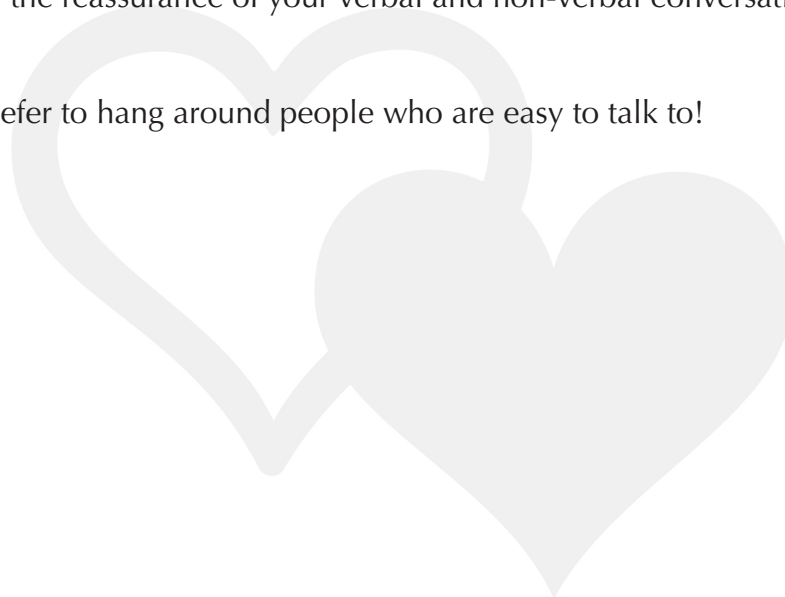 the reassurance of your verbal and non-verbal
efer to hang around people who are easy to talk to!